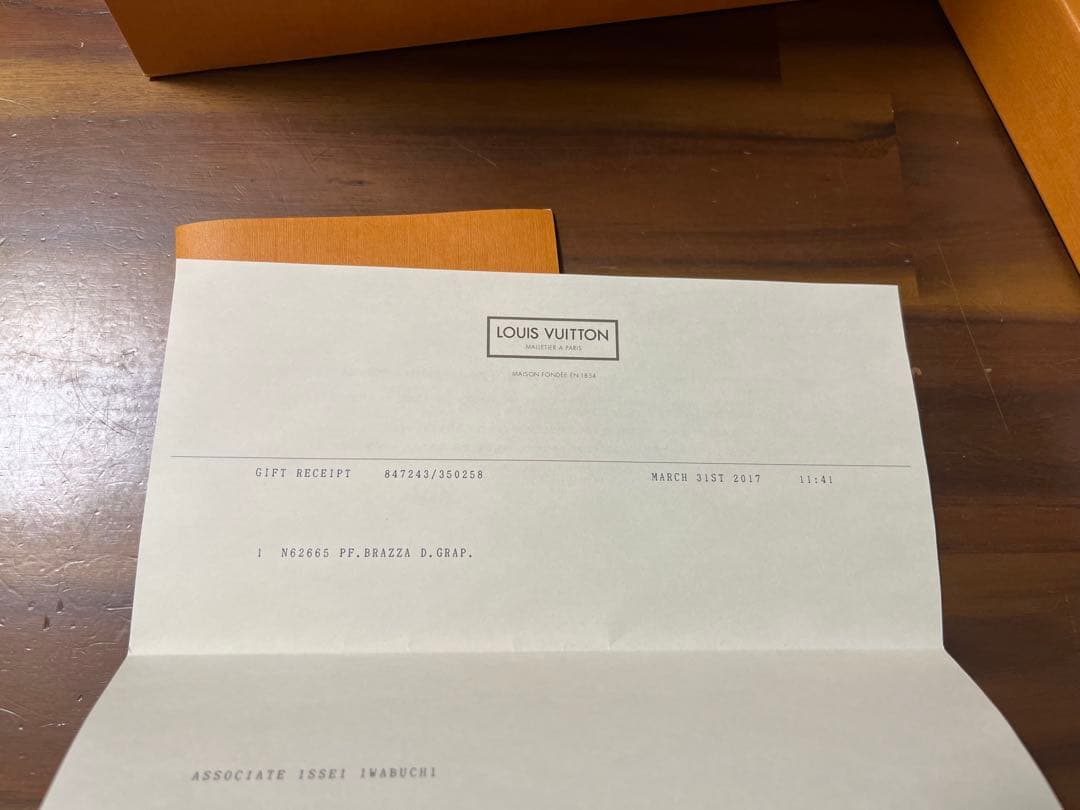 LOUIS VUITTON
MALLETIER A PARIS
MAISON FONDÉE EN 1854
GIFT RECEIPT 847243/350258 MARCH 31ST 2017 11:41
1 N62665 PF.BRAZZA D.GRAP.
ASSOCIATE ISSEI IWABUCHI